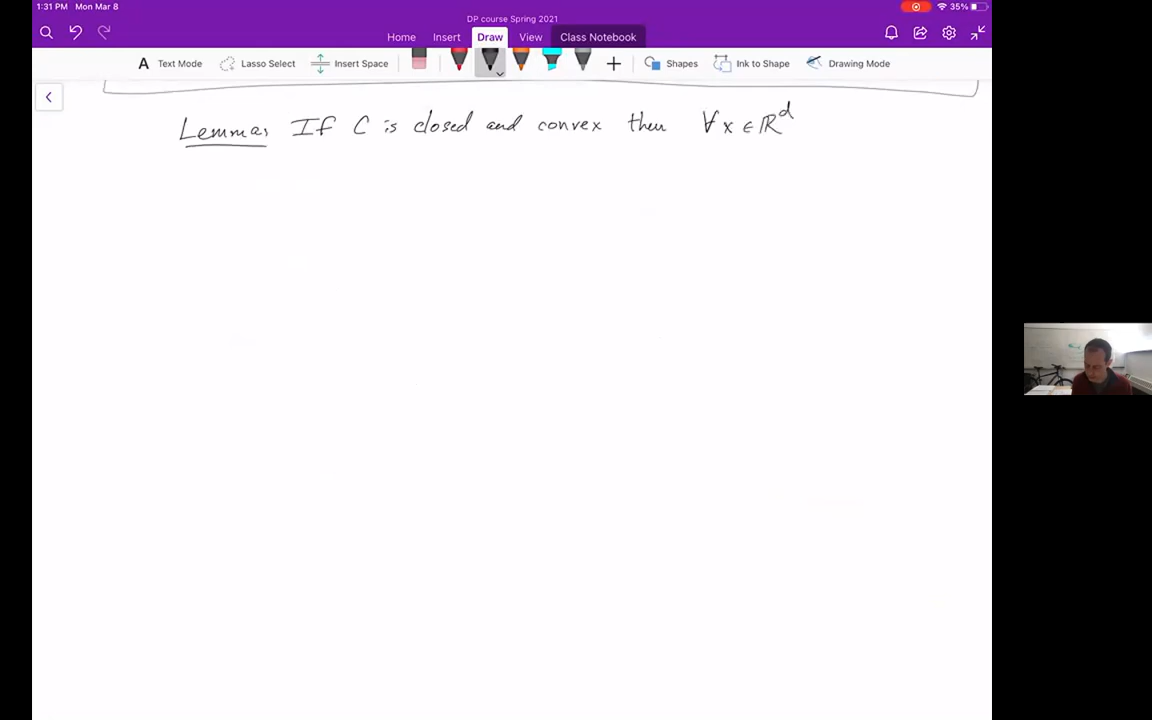 1:31 PM Mon Mar 8
35%
DP course Spring 2021
Home Insert Draw View Class Notebook
A Text Mode Lasso Select Insert Space Shapes Ink to Shape Drawing Mode
Lemma: If C is closed and convex then ∀x∈ℝᵈ